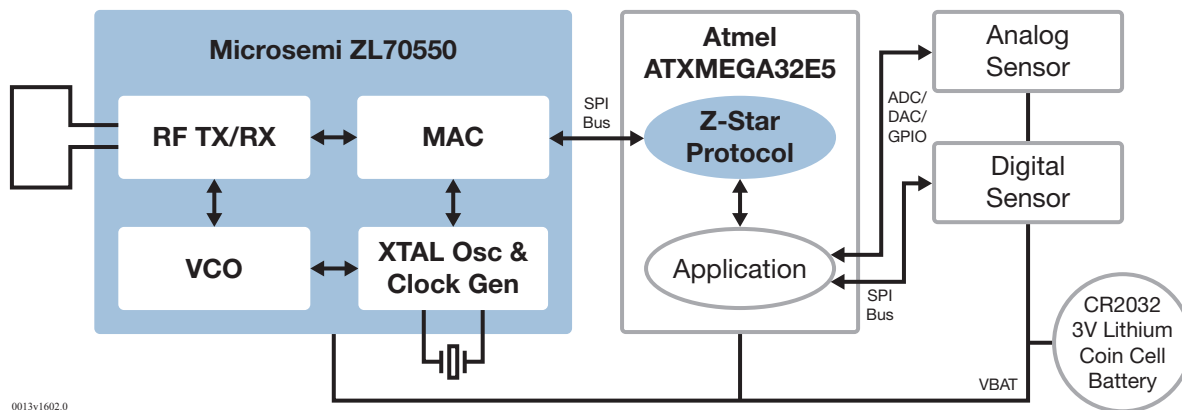 Microsemi ZL70550
RF TX/RX
MAC
VCO
XTAL Osc &
Clock Gen
SPI
Bus
Atmel
ATXMEGA32E5
Z-Star
Protocol
Application
ADC/
DAC/
GPIO
SPI
Bus
Analog
Sensor
Digital
Sensor
CR2032
3V Lithium
Coin Cell
Battery
VBAT
0013v1602.0